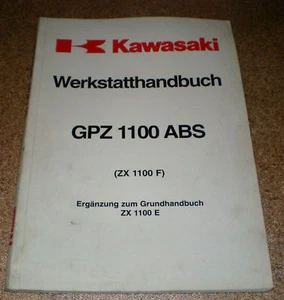 Kawasaki
Werkstatthandbuch
GPZ 1100 ABS
(ZX 1100 F)
Ergänzung zum Grundhandbuch
ZX 1100 E